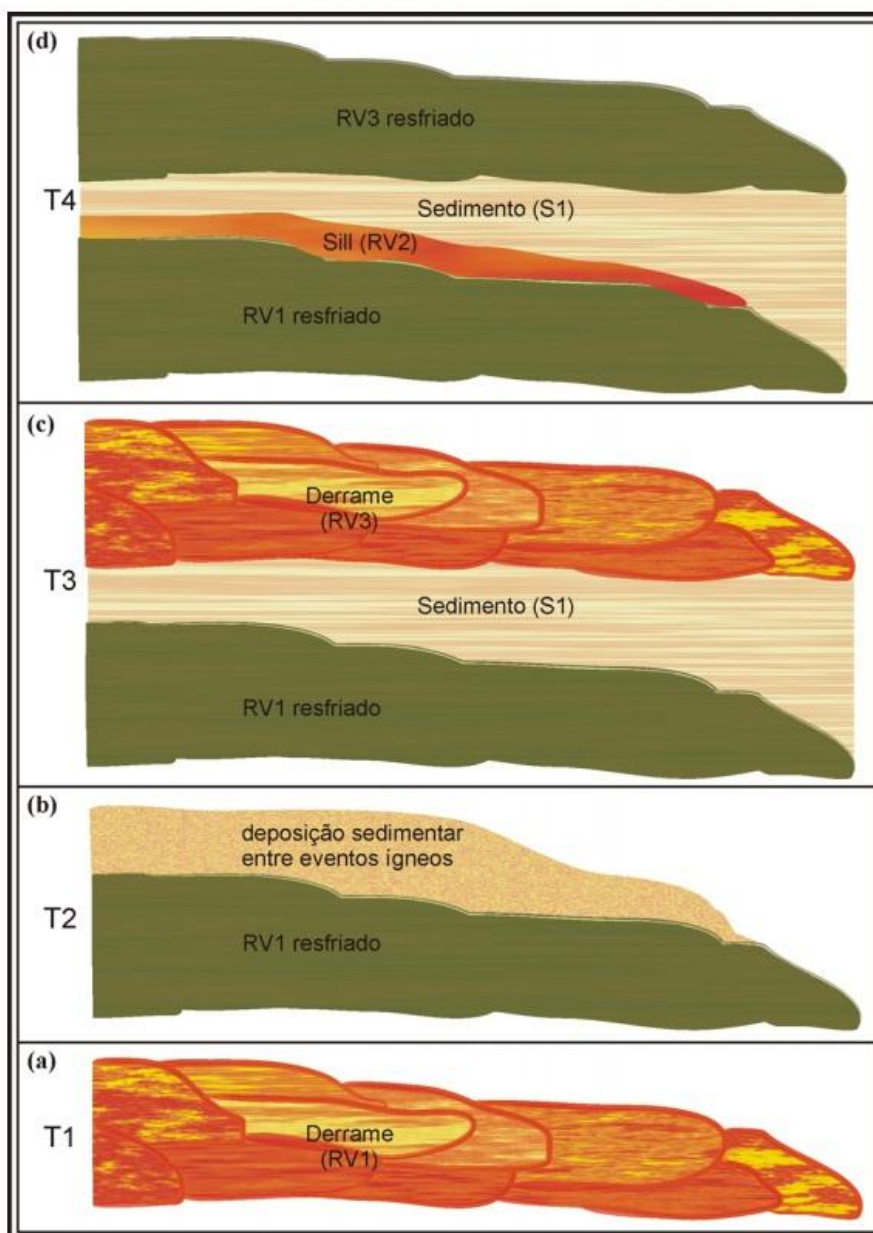 (d)
RV3 resfriado
T4
Sedimento (S1)
Sill (RV2)
RV1 resfriado
(c)
Derrame
(RV3)
T3
Sedimento (S1)
RV1 resfriado
(b)
deposição sedimentar
entre eventos ígneos
T2
RV1 resfriado
(a)
T1
Derrame
(RV1)